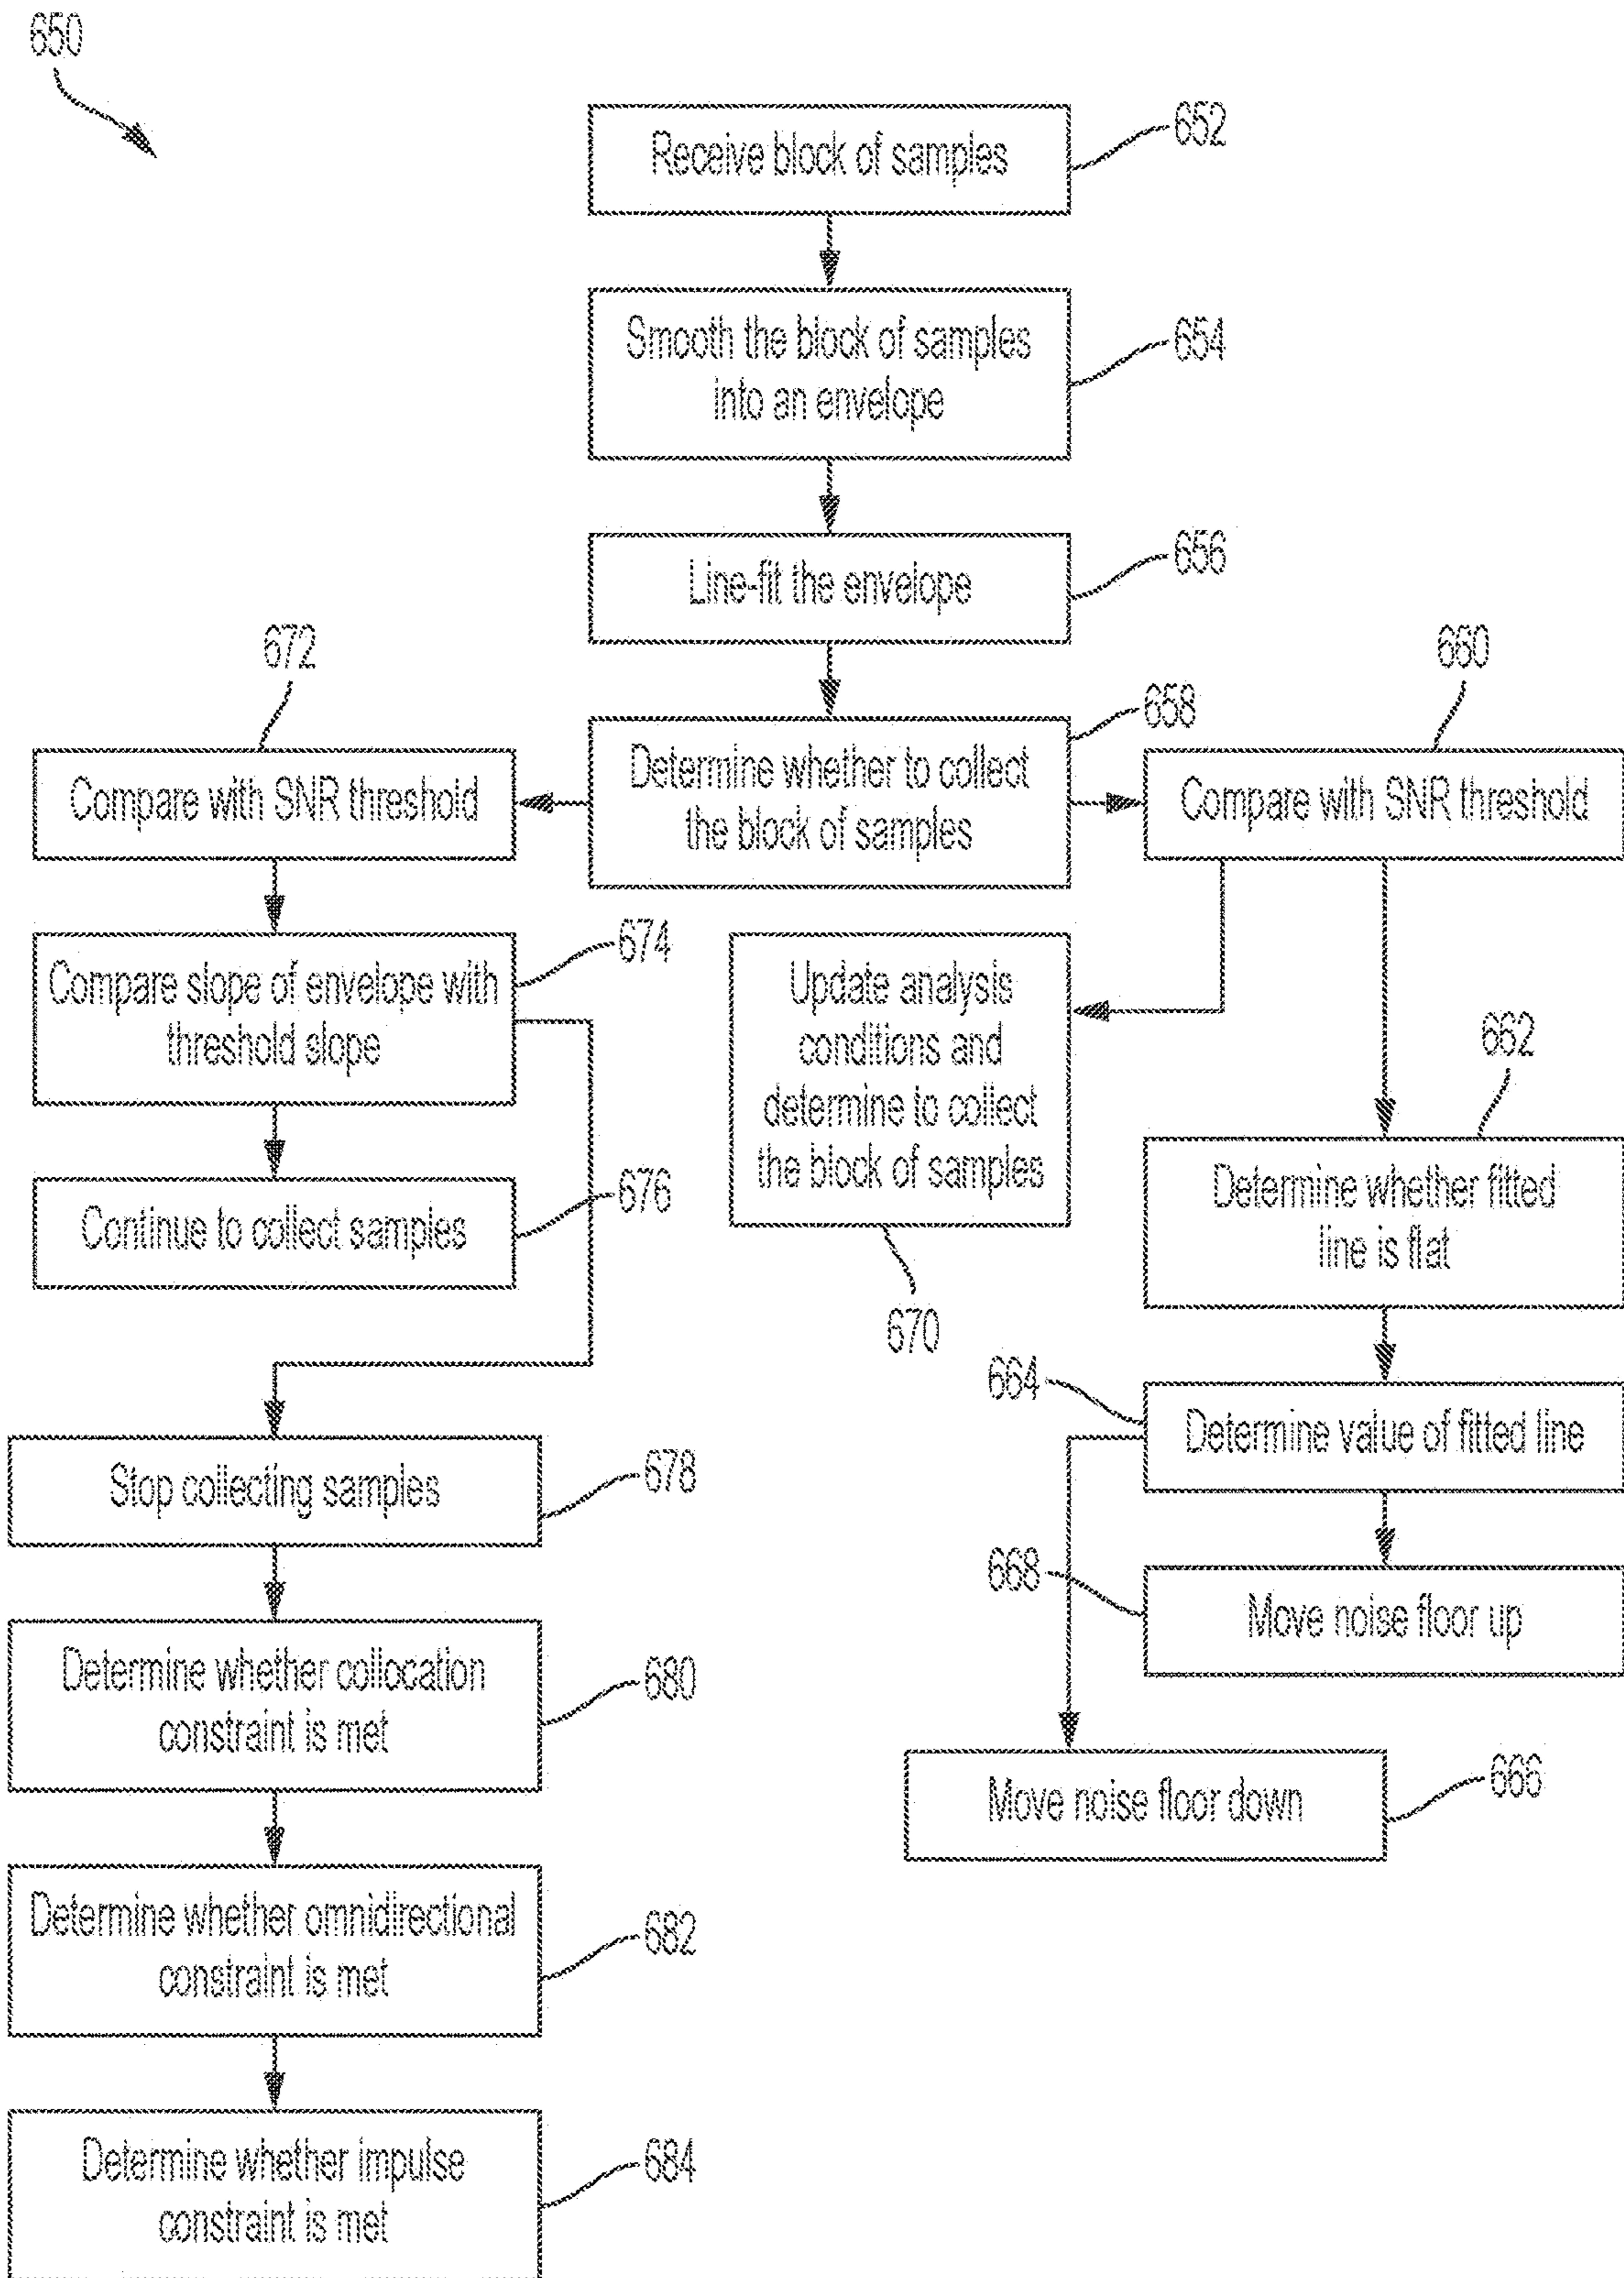 650
Receive block of samples
652
Smooth the block of samples
into an envelope
654
Line-fit the envelope
656
672
660
658
Compare with SNR threshold
Determine whether to collect
the block of samples
Compare with SNR threshold
674
Compare slope of envelope with
threshold slope
Update analysis
conditions and
determine to collect
the block of samples
670
662
Determine whether fitted
line is flat
Continue to collect samples
676
664
Determine value of fitted line
Stop collecting samples
678
668
Move noise floor up
Determine whether collocation
constraint is met
680
Move noise floor down
666
Determine whether omnidirectional
constraint is met
682
Determine whether impulse
constraint is met
684